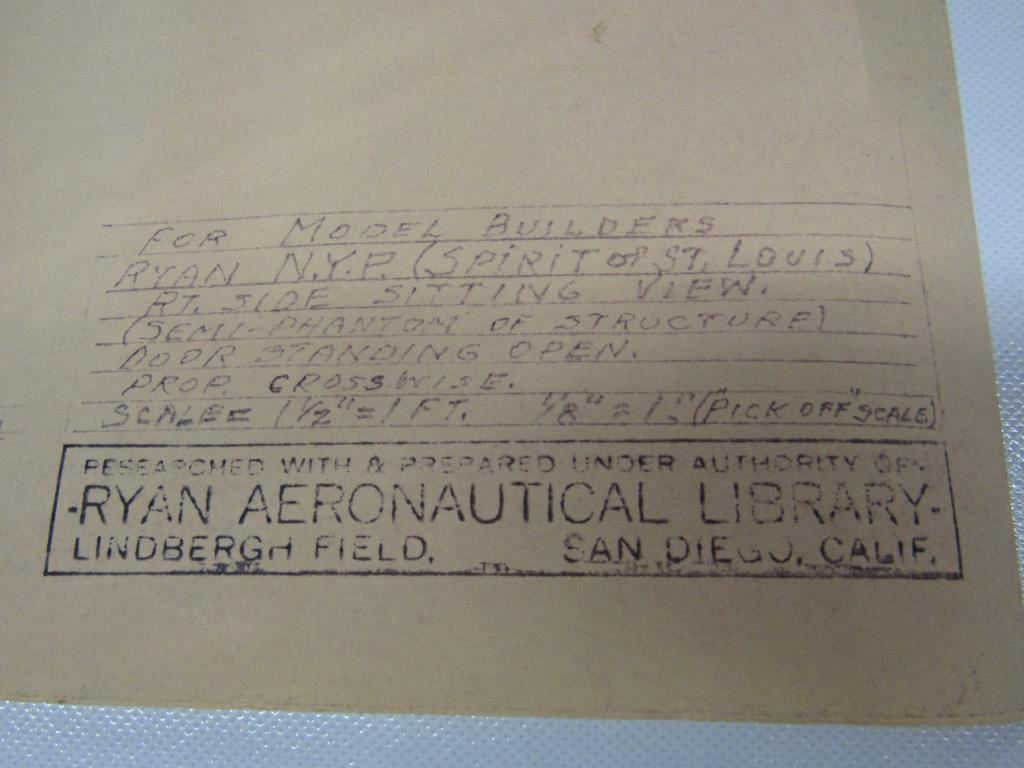 FOR MODEL BUILDERS
RYAN N.Y.P. (SPIRIT OF ST. LOUIS)
RT. SIDE SITTING VIEW.
(SEMI-PHANTOM OF STRUCTURE)
DOOR STANDING OPEN.
PROP. CROSSWISE.
SCALE = 1 1/2" = 1 FT. 1/8" = 1" ("PICK OFF" SCALE)
RESEARCHED WITH & PREPARED UNDER AUTHORITY OF-
-RYAN AERONAUTICAL LIBRARY-
LINDBERGH FIELD, SAN DIEGO, CALIF.